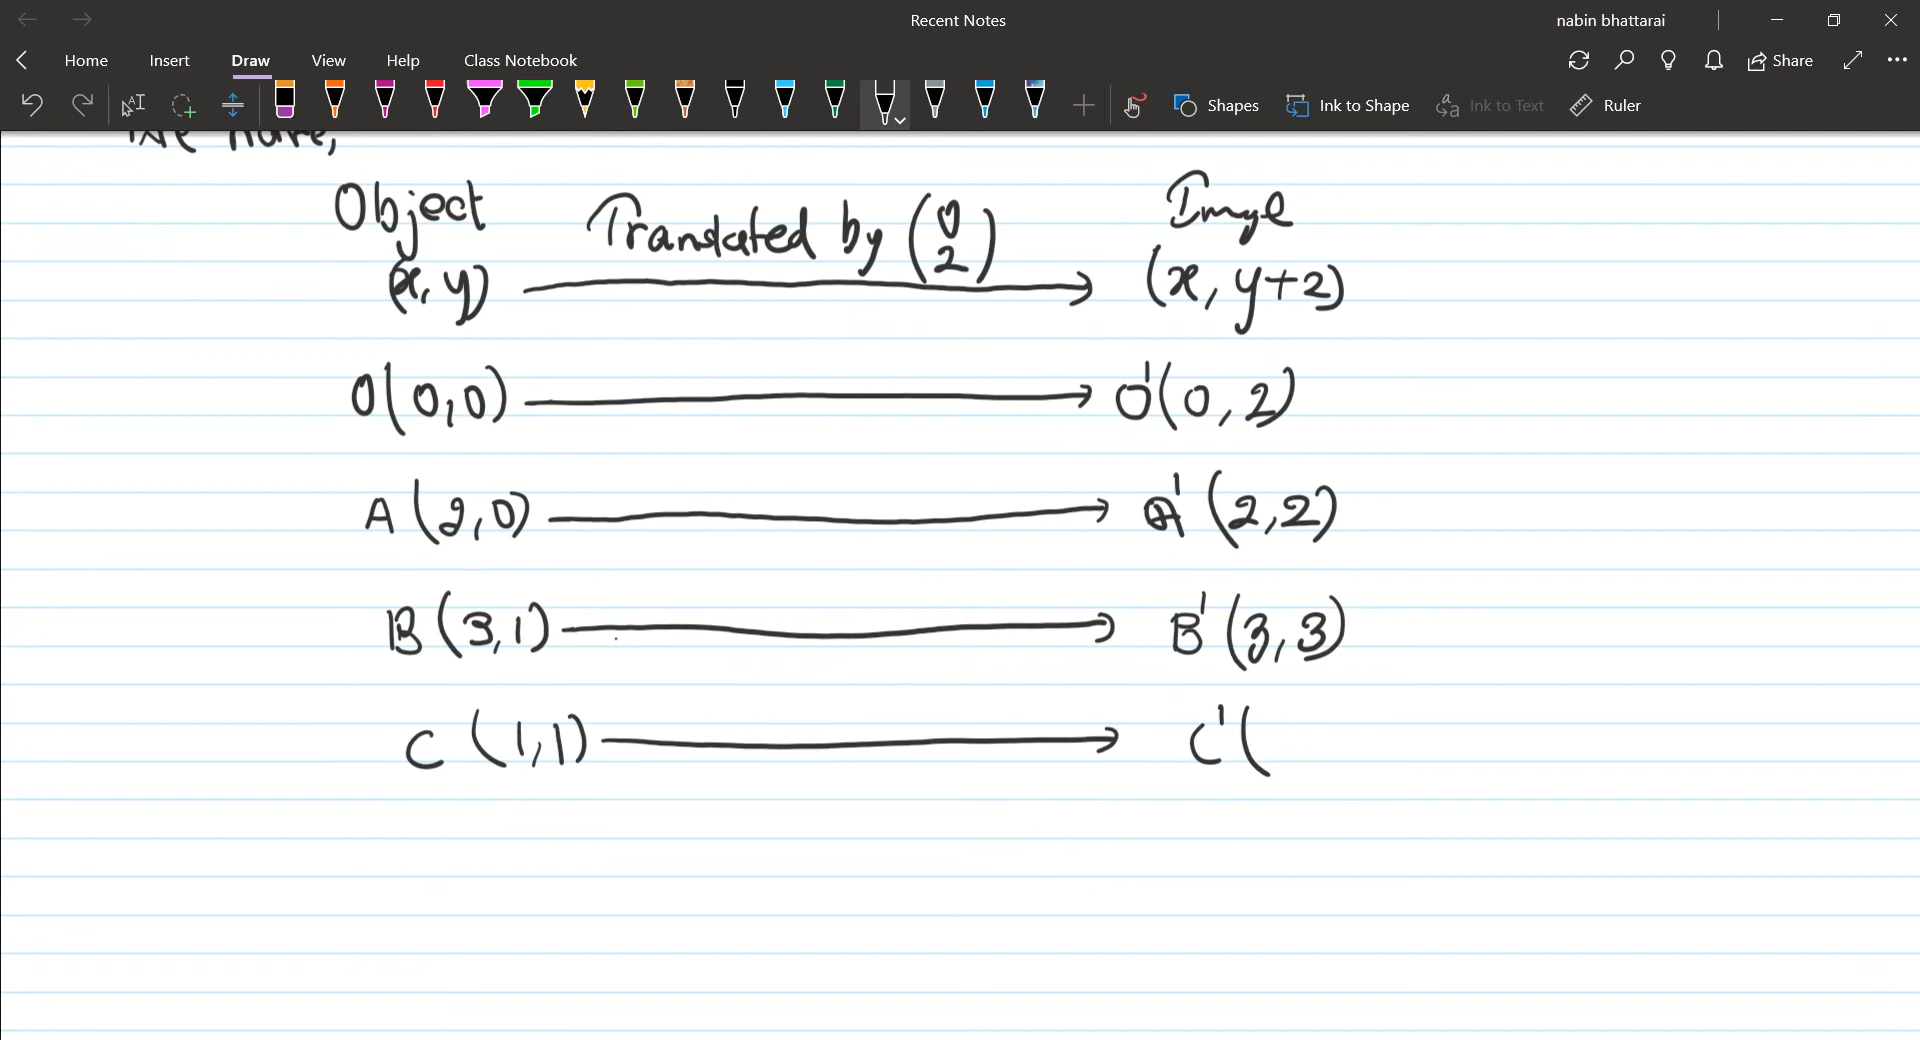 Recent Notes
nabin bhattarai
Home Insert Draw View Help Class Notebook
Share
Shapes Ink to Shape Ink to Text Ruler
We have,
Object Translated by (0 2) Image
(x, y) → (x, y+2)
O(0,0) → O'(0,2)
A(2,0) → A'(2,2)
B(3,1) → B'(3,3)
C(1,1) → C'(